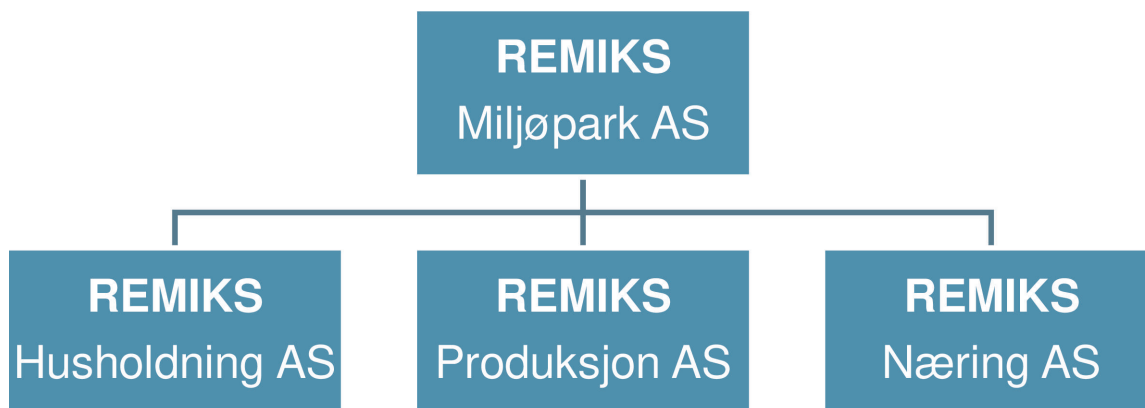 REMIKS
Miljøpark AS
REMIKS
Husholdning AS
REMIKS
Produksjon AS
REMIKS
Næring AS